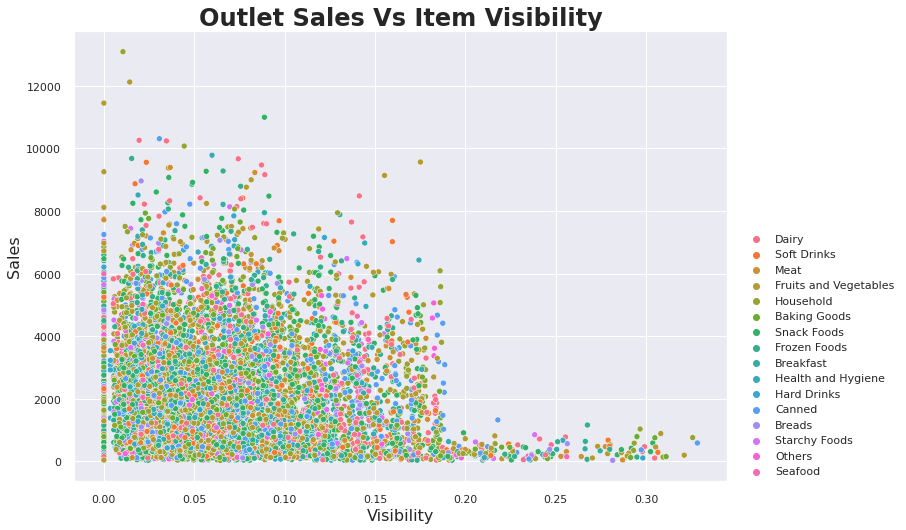 Outlet Sales Vs Item Visibility
Sales
12000
10000
8000
6000
4000
2000
0
0.00 0.05 0.10 0.15 0.20 0.25 0.30
Visibility
Dairy
Soft Drinks
Meat
Fruits and Vegetables
Household
Baking Goods
Snack Foods
Frozen Foods
Breakfast
Health and Hygiene
Hard Drinks
Canned
Breads
Starchy Foods
Others
Seafood